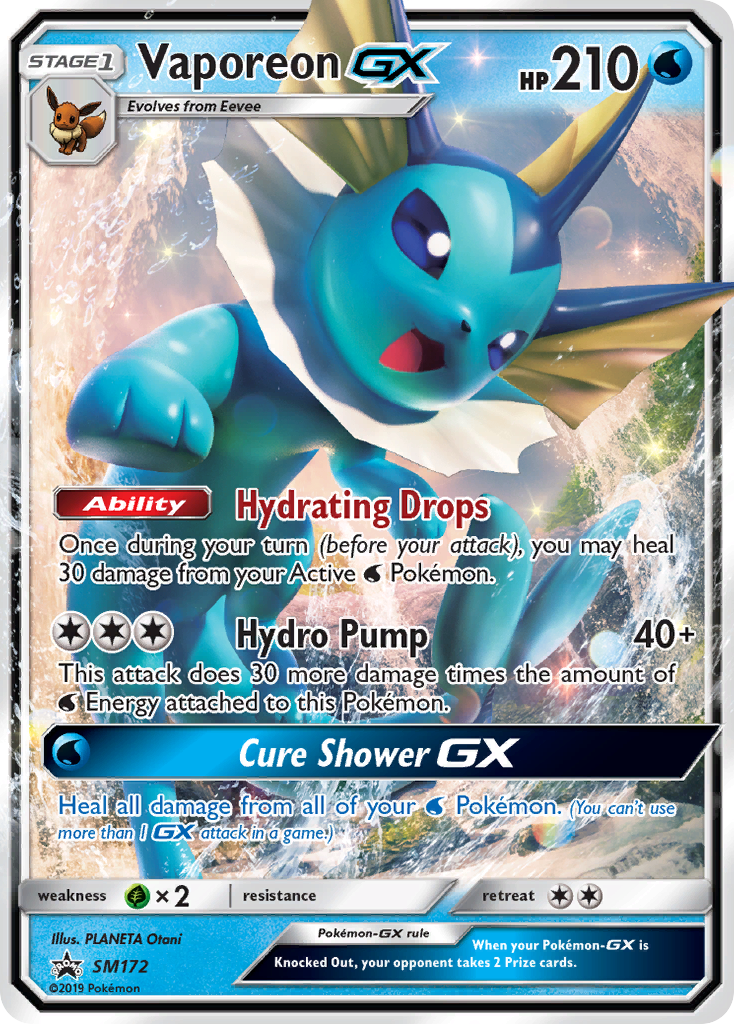 STAGE1 Vaporeon GX HP210
Evolves from Eevee
Ability Hydrating Drops
Once during your turn (before your attack), you may heal
30 damage from your Active Pokémon.
Hydro Pump 40+
This attack does 30 more damage times the amount of
Energy attached to this Pokémon.
Cure Shower GX
Heal all damage from all of your Pokémon. (You can't use
more than 1 GX attack in a game.)
weakness ×2 resistance retreat
Illus. PLANETA Otani
Pokémon-GX rule
When your Pokémon-GX is
Knocked Out, your opponent takes 2 Prize cards.
PROMO SM172
©2019 Pokémon